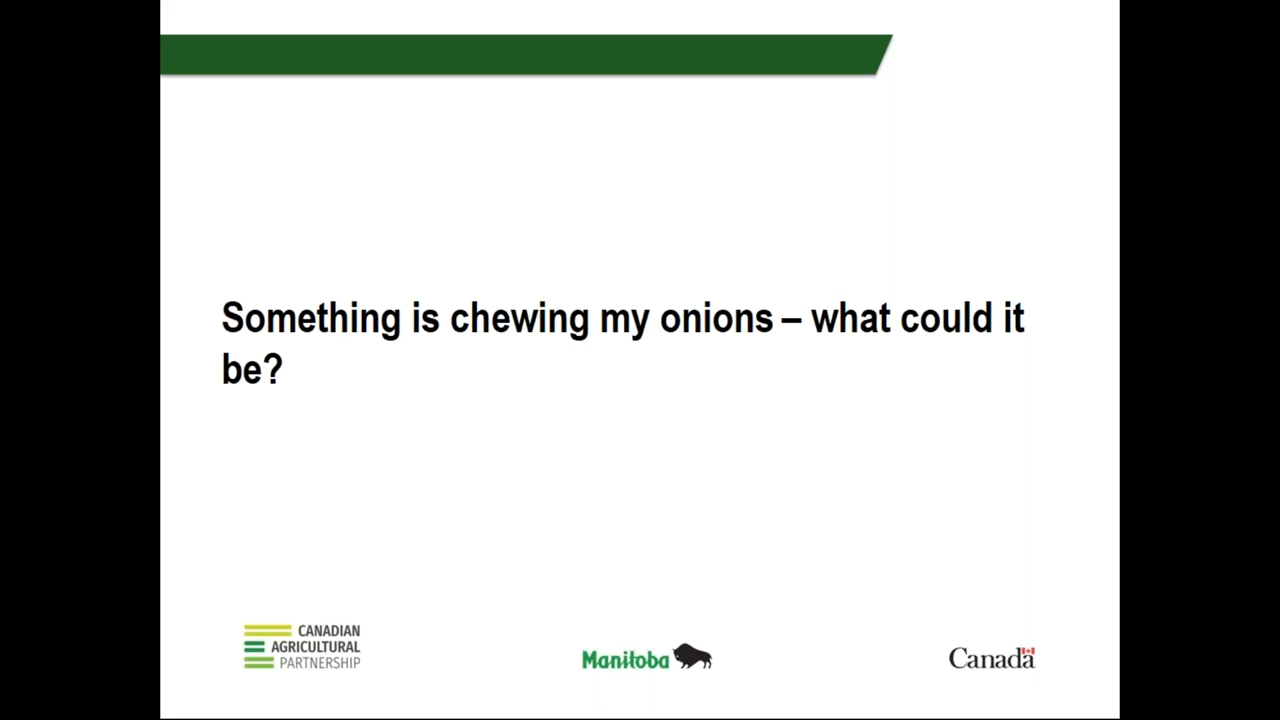 Something is chewing my onions – what could it
be?
CANADIAN
AGRICULTURAL
PARTNERSHIP
Manitoba
Canada